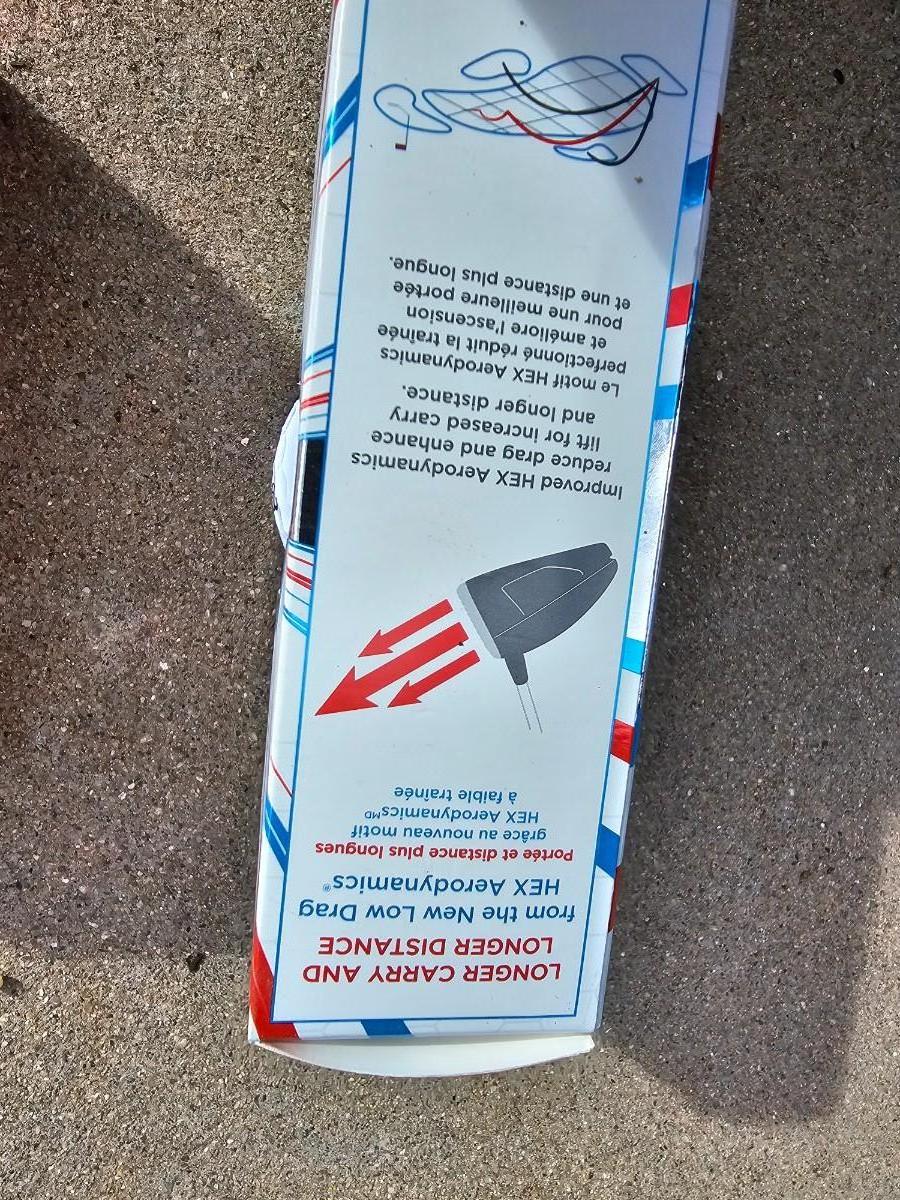 LONGER CARRY AND
LONGER DISTANCE
from the New Low Drag
HEX Aerodynamics®
Portée et distance plus longues
grâce au nouveau motif
HEX Aerodynamics MD
à faible traînée
Improved HEX Aerodynamics
reduce drag and enhance
lift for increased carry
and longer distance.
Le motif HEX Aerodynamics
perfectionné réduit la traînée
et améliore l'ascension
pour une meilleure portée
et une distance plus longue.